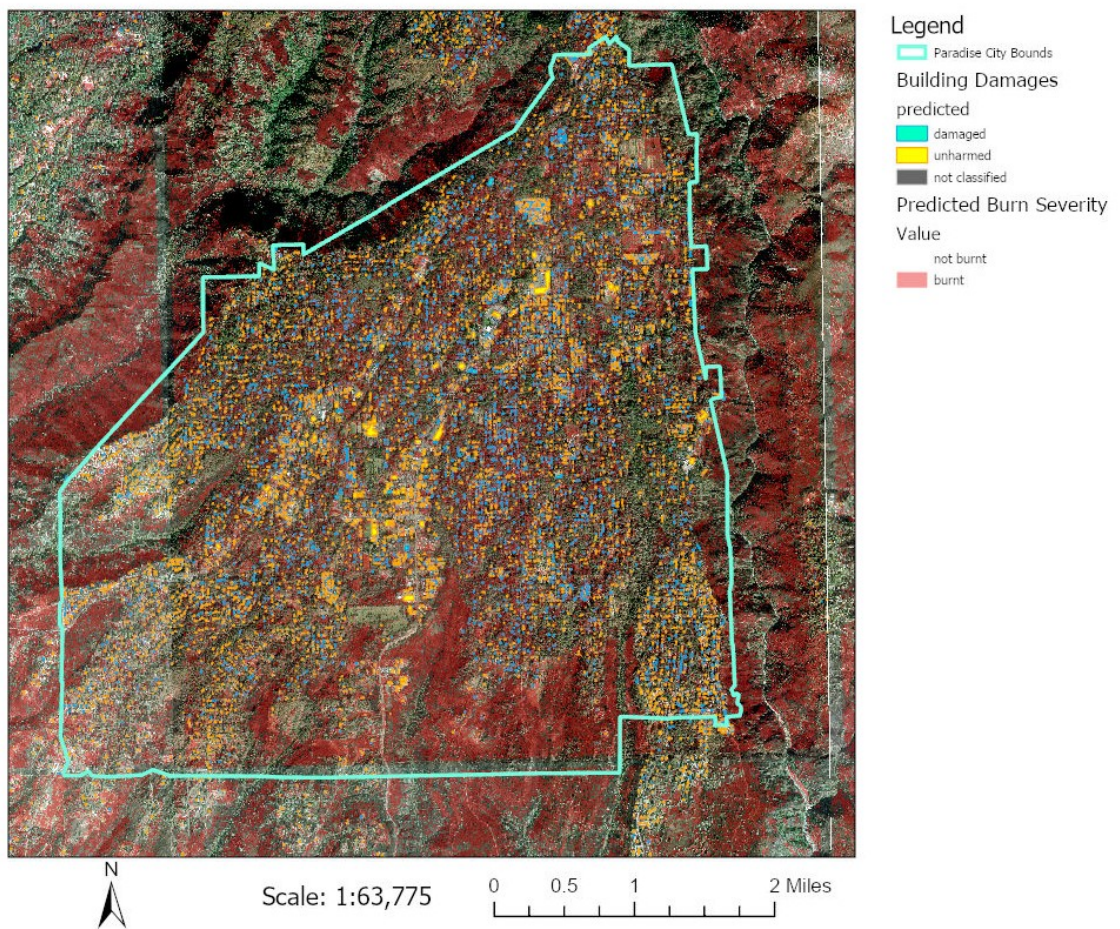 Legend
Paradise City Bounds
Building Damages
predicted
damaged
unharmed
not classified
Predicted Burn Severity
Value
not burnt
burnt
N
Scale: 1:63,775
0 0.5 1 2 Miles